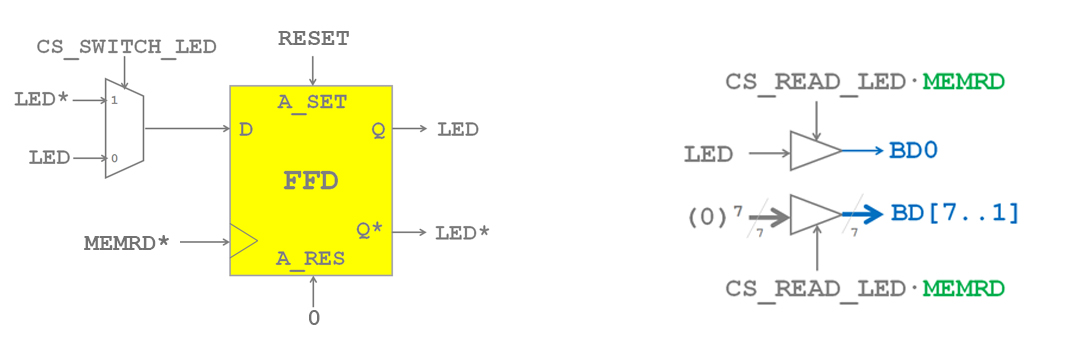 RESET
CS_SWITCH_LED
LED*
1
LED
0
A_SET
D
Q
LED
FFD
MEMRD*
Q*
LED*
A_RES
0
CS_READ_LED·MEMRD
LED
BD0
(0)7
7
7
BD[7..1]
CS_READ_LED·MEMRD